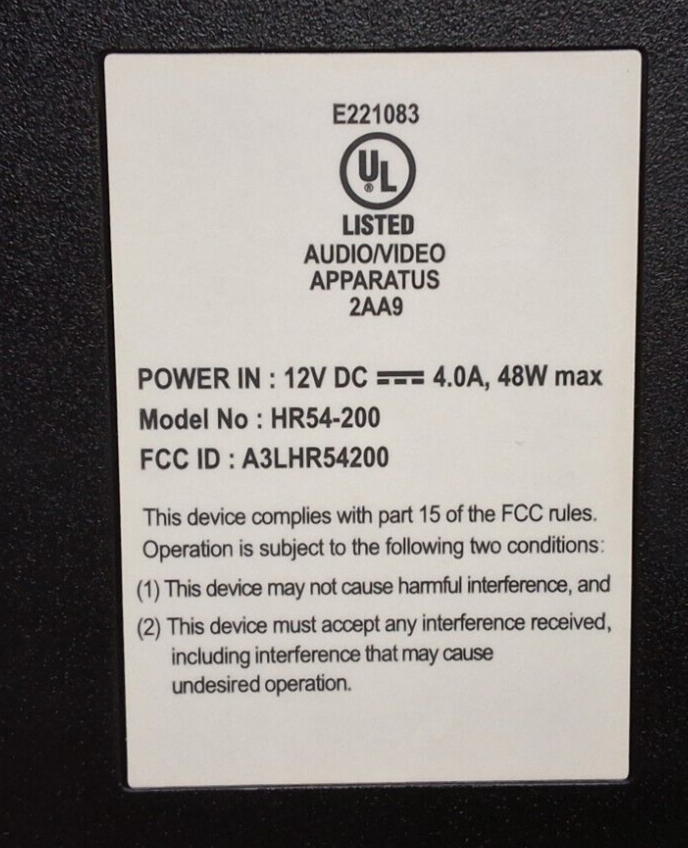 E221083
UL
®
LISTED
AUDIO/VIDEO
APPARATUS
2AA9
POWER IN : 12V DC ⎓ 4.0A, 48W max
Model No : HR54-200
FCC ID : A3LHR54200
This device complies with part 15 of the FCC rules.
Operation is subject to the following two conditions:
(1) This device may not cause harmful interference, and
(2) This device must accept any interference received,
including interference that may cause
undesired operation.